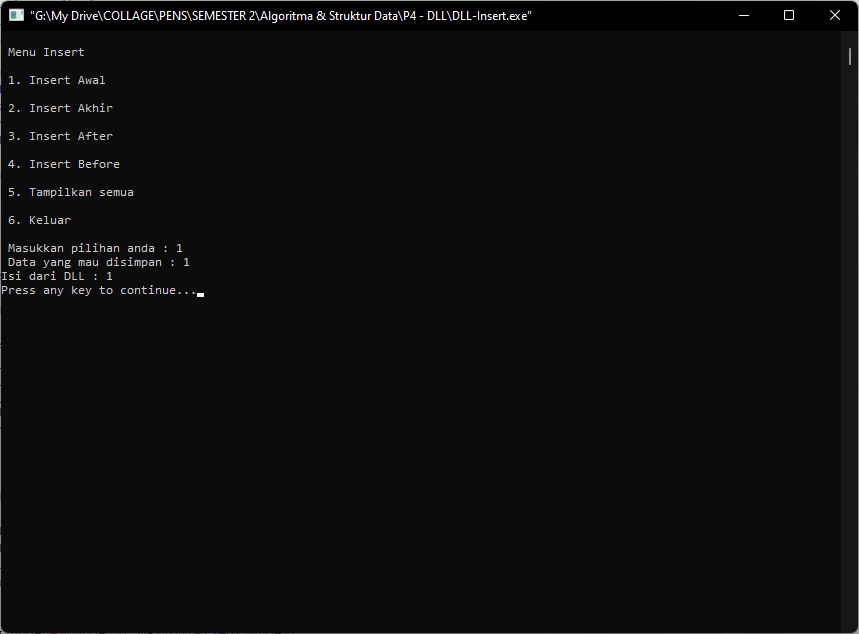 "G:\My Drive\COLLAGE\PENS\SEMESTER 2\Algoritma & Struktur Data\P4 - DLL\DLL-Insert.exe"
Menu Insert
1. Insert Awal
2. Insert Akhir
3. Insert After
4. Insert Before
5. Tampilkan semua
6. Keluar
Masukkan pilihan anda : 1
Data yang mau disimpan : 1
Isi dari DLL : 1
Press any key to continue...